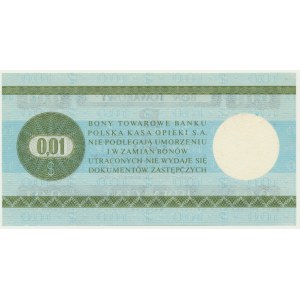 BONY TOWAROWE BANKU
POLSKA KASA OPIEKI S.A.
NIE PODLEGAJĄ UMORZENIU
I W ZAMIAN BONÓW
UTRACONYCH NIE WYDAJE SIĘ
DOKUMENTÓW ZASTĘPCZYCH
0,01